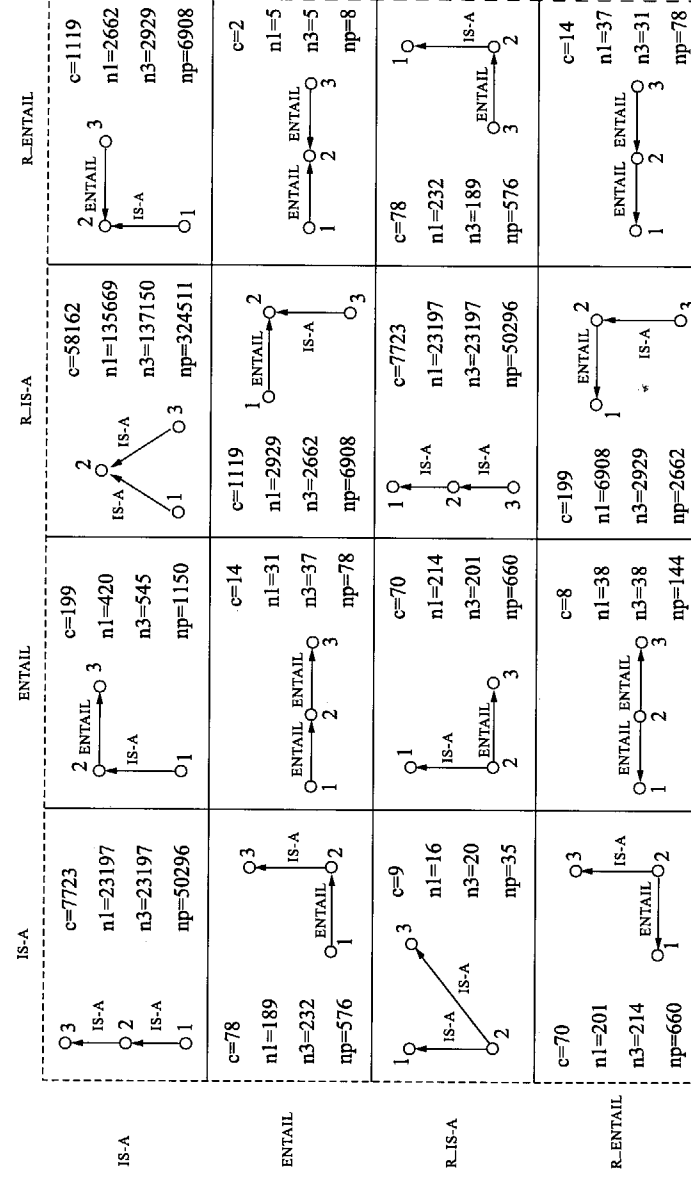 IS-A
ENTAIL
R_IS-A
R_ENTAIL
IS-A
3
IS-A
2
IS-A
1
c=7723
n1=23197
n3=23197
np=50296
2 ENTAIL 3
IS-A
1
c=199
n1=420
n3=545
np=1150
2
IS-A
IS-A
1
3
c=58162
n1=135669
n3=137150
np=324511
2 ENTAIL 3
IS-A
1
c=1119
n1=2662
n3=2929
np=6908
ENTAIL
c=78
n1=189
n3=232
np=576
3
IS-A
ENTAIL
1
2
c=14
n1=31
n3=37
np=78
ENTAIL ENTAIL
1 2 3
c=1119
n1=2929
n3=2662
np=6908
1 ENTAIL 2
IS-A
3
c=2
n1=5
n3=5
np=8
ENTAIL ENTAIL
1 2 3
R_IS-A
1
3
IS-A
IS-A
2
c=9
n1=16
n3=20
np=35
1
IS-A
ENTAIL
2
3
c=70
n1=214
n3=201
np=660
1
IS-A
2
IS-A
3
c=7723
n1=23197
n3=23197
np=50296
c=78
n1=232
n3=189
np=576
1
IS-A
ENTAIL
3
2
R_ENTAIL
c=70
n1=201
n3=214
np=660
3
IS-A
ENTAIL
1
2
c=8
n1=38
n3=38
np=144
ENTAIL ENTAIL
1 2 3
c=199
n1=6908
n3=2929
np=2662
1 ENTAIL 2
IS-A
3
c=14
n1=37
n3=31
np=78
ENTAIL ENTAIL
1 2 3